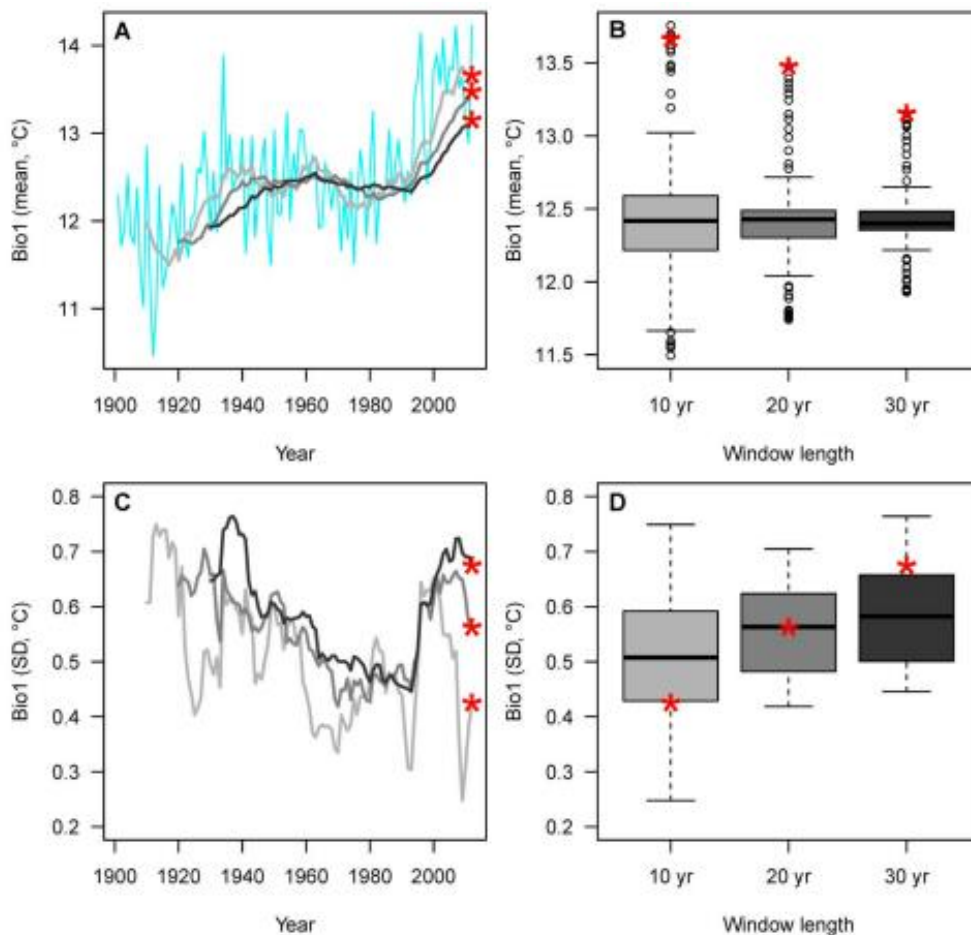 A
Bio1 (mean, °C)
14
13
12
11
1900 1920 1940 1960 1980 2000
Year
B
Bio1 (mean, °C)
13.5
13.0
12.5
12.0
11.5
10 yr 20 yr 30 yr
Window length
C
Bio1 (SD, °C)
0.8
0.7
0.6
0.5
0.4
0.3
0.2
1900 1920 1940 1960 1980 2000
Year
D
Bio1 (SD, °C)
0.8
0.7
0.6
0.5
0.4
0.3
0.2
10 yr 20 yr 30 yr
Window length